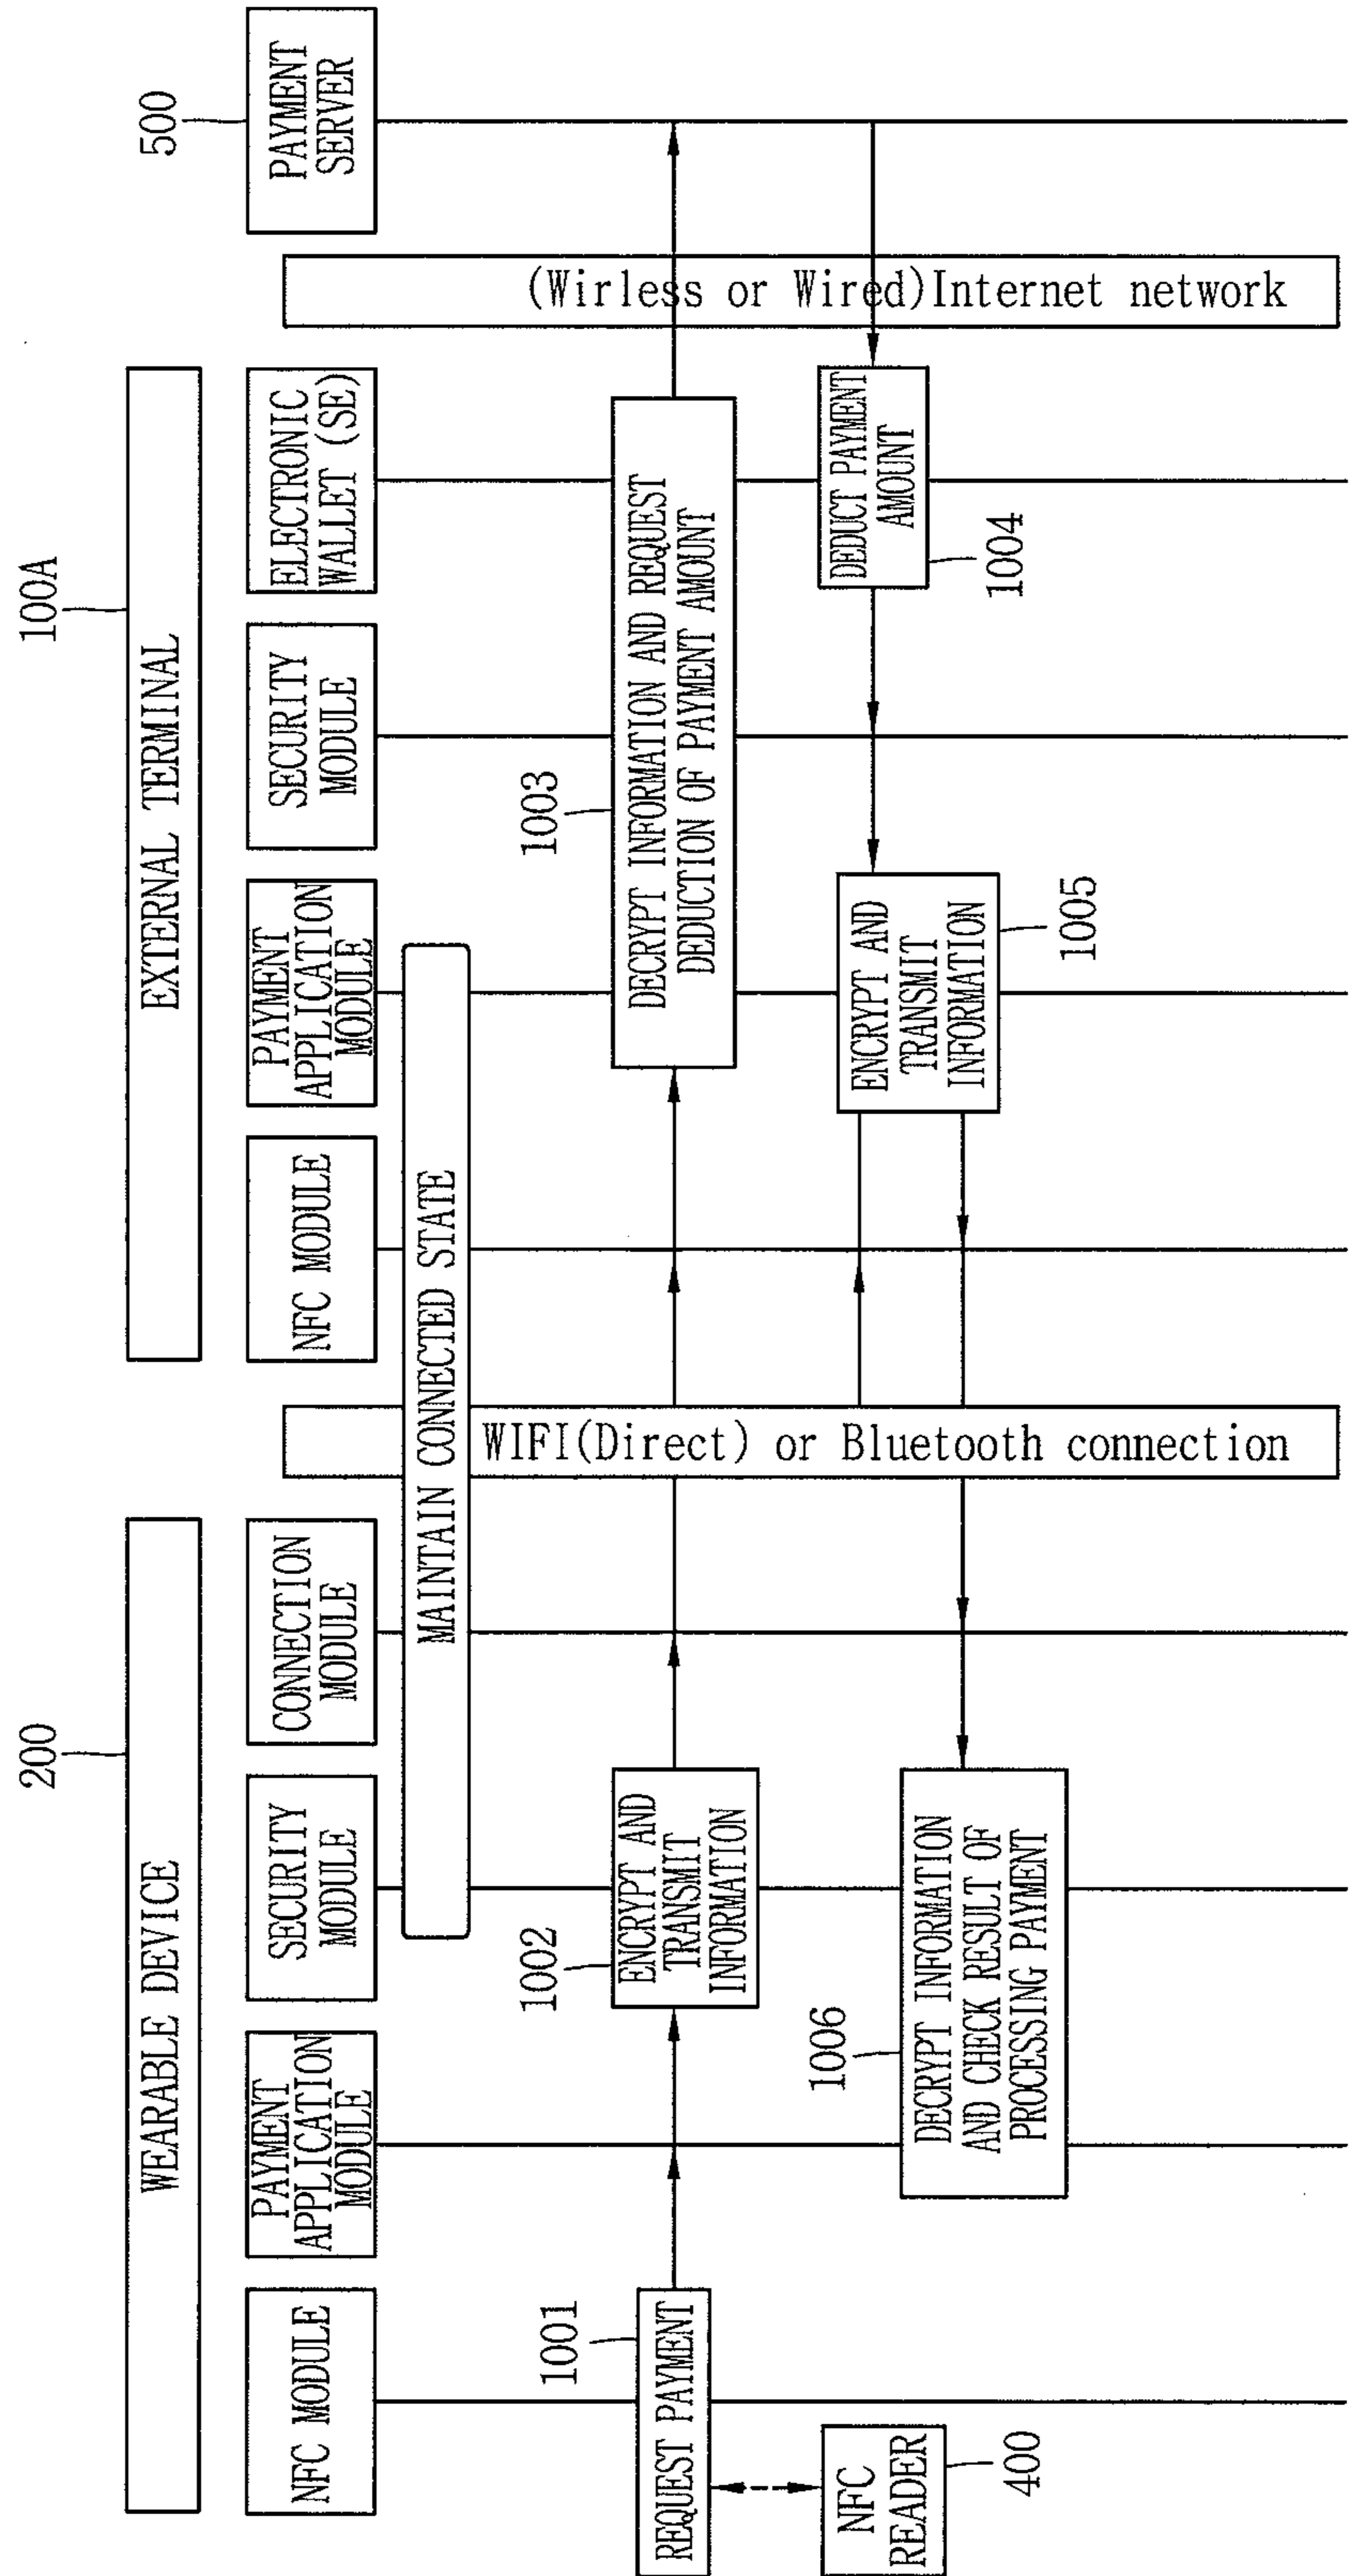 200
100A
500
WEARABLE DEVICE
EXTERNAL TERMINAL
NFC MODULE
PAYMENT
APPLICATION
MODULE
SECURITY
MODULE
CONNECTION
MODULE
NFC MODULE
PAYMENT
APPLICATION
MODULE
SECURITY
MODULE
ELECTRONIC
WALLET (SE)
PAYMENT
SERVER
MAINTAIN CONNECTED STATE
WIFI(Direct) or Bluetooth connection
(Wirless or Wired)Internet network
1001
REQUEST PAYMENT
1002
ENCRYPT AND
TRANSMIT
INFORMATION
1003
DECRYPT INFORMATION AND REQUEST
DEDUCTION OF PAYMENT AMOUNT
NFC
READER
400
DEDUCT PAYMENT
AMOUNT
1004
ENCRYPT AND
TRANSMIT
INFORMATION
1005
1006
DECRYPT INFORMATION
AND CHECK RESULT OF
PROCESSING PAYMENT